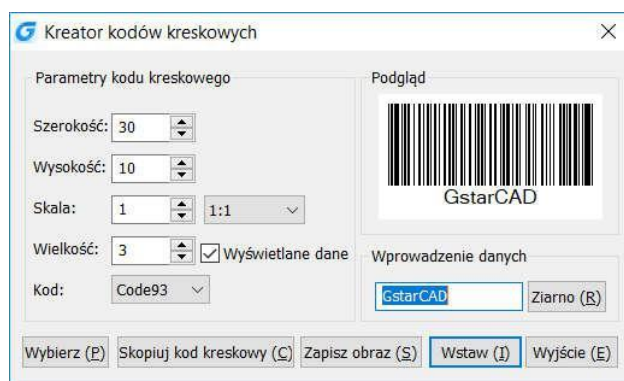 Kreator kodów kreskowych
Parametry kodu kreskowego
Szerokość: 30
Wysokość: 10
Skala: 1 1:1
Wielkość: 3 Wyświetlane dane
Kod: Code93
Podgląd
GstarCAD
Wprowadzenie danych
GstarCAD Ziarno (R)
Wybierz (P) Skopiuj kod kreskowy (C) Zapisz obraz (S) Wstaw (I) Wyjście (E)